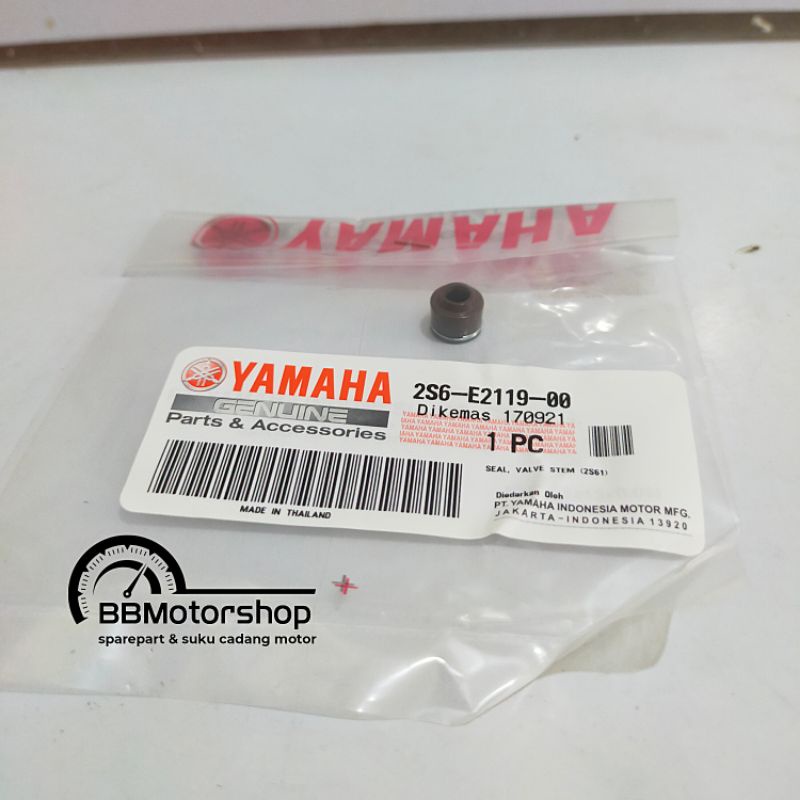 YAMAHA
YAMAHA
GENUINE
Parts & Accessories
MADE IN THAILAND
2S6-E2119-00
Dikemas 170921
1 PC
SEAL, VALVE STEM (2S61)
Diedarkan Oleh
PT. YAMAHA INDONESIA MOTOR MFG.
JAKARTA-INDONESIA 13920
BBMotorshop
sparepart & suku cadang motor